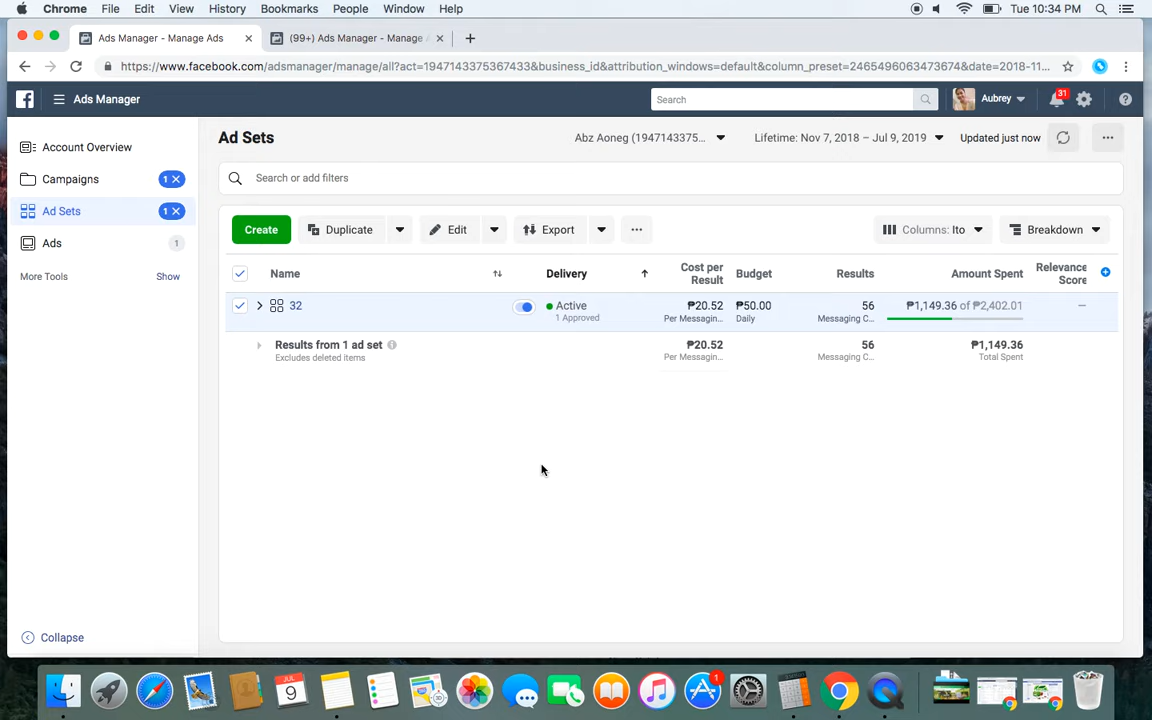 Chrome File Edit View History Bookmarks People Window Help Tue 10:34 PM
Ads Manager - Manage Ads (99+) Ads Manager - Manage
https://www.facebook.com/adsmanager/manage/all?act=1947143375367433&business_id&attribution_windows=default&column_preset=2465496063473674&date=2018-11...
Ads Manager Search Aubrey 31
Account Overview
Campaigns 1
Ad Sets 1
Ads 1
More Tools Show
Collapse
Ad Sets Abz Aoneg (1947143375... Lifetime: Nov 7, 2018 – Jul 9, 2019 Updated just now
Search or add filters
Create Duplicate Edit Export Columns: Ito Breakdown
Name Delivery Cost per Result Budget Results Amount Spent Relevance Score
32 Active ₱20.52 ₱50.00 56 ₱1,149.36 of ₱2,402.01 —
1 Approved Per Messagin... Daily Messaging C...
Results from 1 ad set ₱20.52 56 ₱1,149.36
Excludes deleted items Per Messagin... Messaging C... Total Spent
JUL
9
1